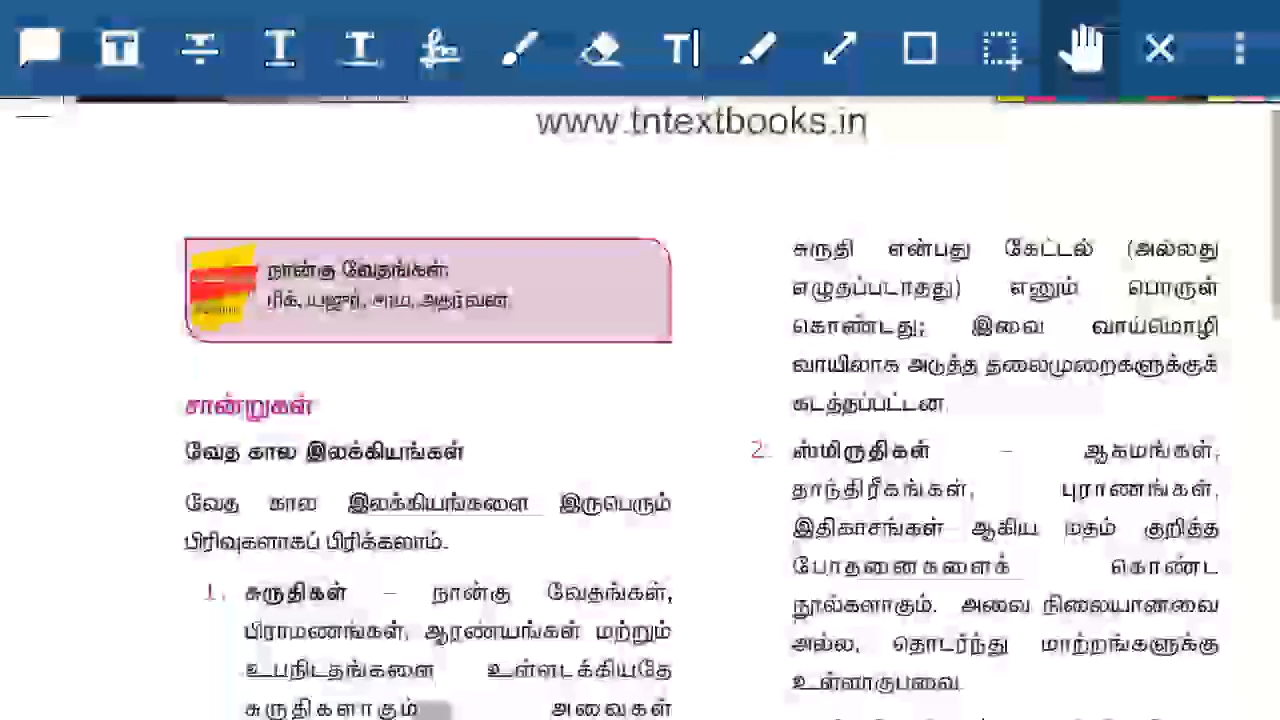 www.tntextbooks.in
நான்கு வேதங்கள்:
ரிக், யஜூர், சாம, அதர்வண
சான்றுகள்
வேத கால இலக்கியங்கள்
வேத கால இலக்கியங்களை இருபெரும்
பிரிவுகளாகப் பிரிக்கலாம்.
1. சுருதிகள் – நான்கு வேதங்கள்,
பிராமணங்கள், ஆரண்யங்கள் மற்றும்
உபநிடதங்களை உள்ளடக்கியதே
சுருதிகளாகும் அவைகள்
சுருதி என்பது கேட்டல் (அல்லது
எழுதப்படாதது) எனும் பொருள்
கொண்டது; இவை வாய்மொழி
வாயிலாக அடுத்த தலைமுறைகளுக்குக்
கடத்தப்பட்டன.
2. ஸ்மிருதிகள் – ஆகமங்கள்,
தாந்திரீகங்கள், புராணங்கள்,
இதிகாசங்கள் ஆகிய மதம் குறித்த
போதனைகளைக் கொண்ட
நூல்களாகும். அவை நிலையானவை
அல்ல, தொடர்ந்து மாற்றங்களுக்கு
உள்ளாகுபவை.